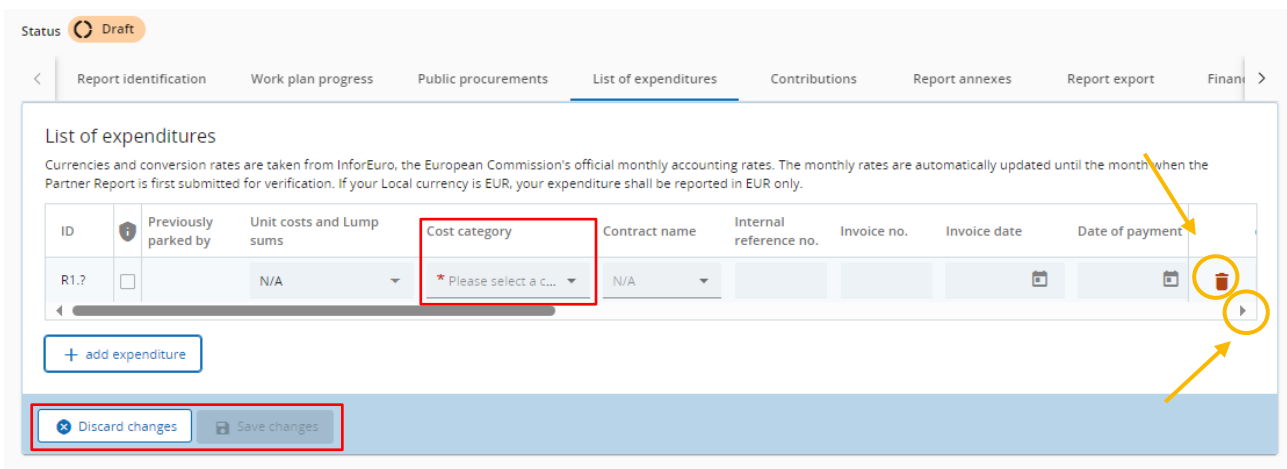 Status Draft
Report identification Work plan progress Public procurements List of expenditures Contributions Report annexes Report export
List of expenditures
Currencies and conversion rates are taken from InforEuro, the European Commission's official monthly accounting rates. The monthly rates are automatically updated until the month when the
Partner Report is first submitted for verification. If your Local currency is EUR, your expenditure shall be reported in EUR only.
ID Previously parked by Unit costs and Lump sums Cost category Contract name Internal reference no. Invoice no. Invoice date Date of payment
R1.? N/A * Please select a c... N/A
+ add expenditure
Discard changes Save changes